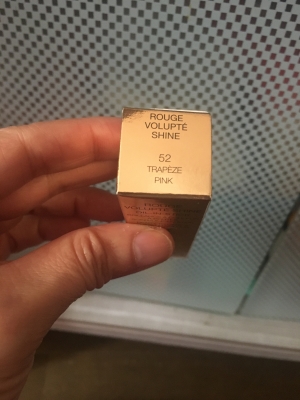 ROUGE
VOLUPTÉ
SHINE
52
TRAPEZE
PINK